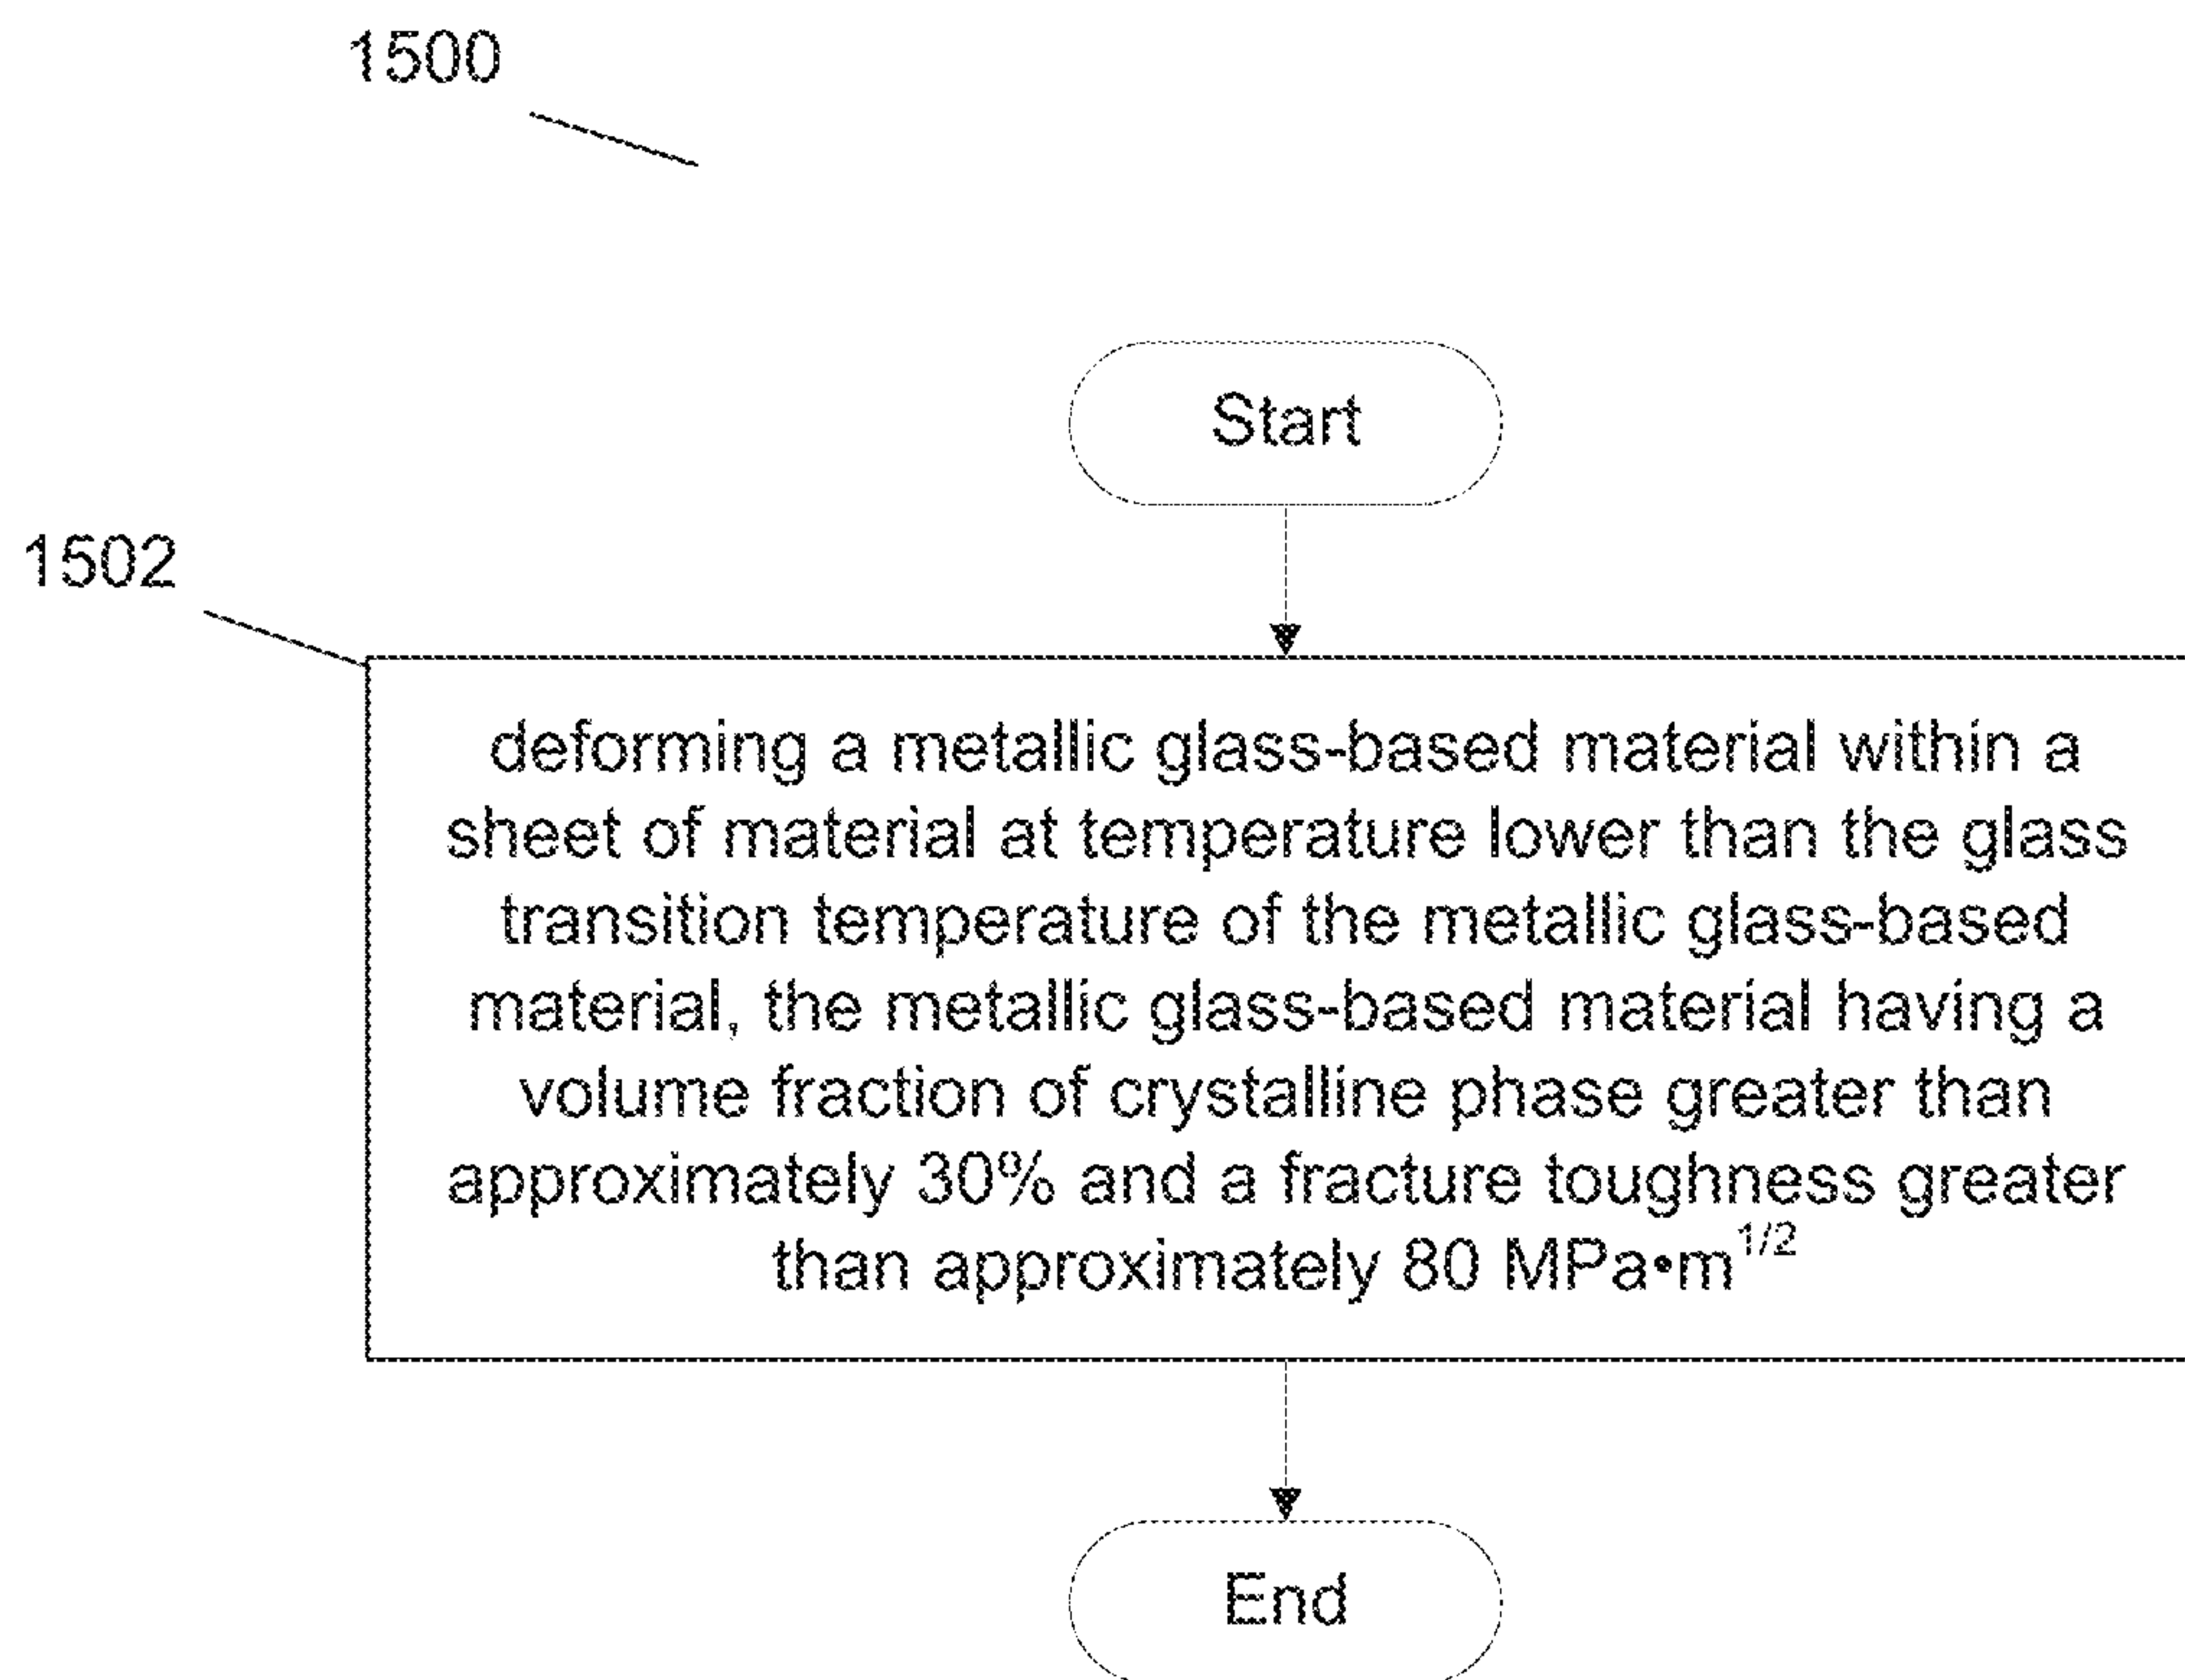 1500
Start
1502
deforming a metallic glass-based material within a
sheet of material at temperature lower than the glass
transition temperature of the metallic glass-based
material, the metallic glass-based material having a
volume fraction of crystalline phase greater than
approximately 30% and a fracture toughness greater
than approximately 80 MPa•m^1/2
End